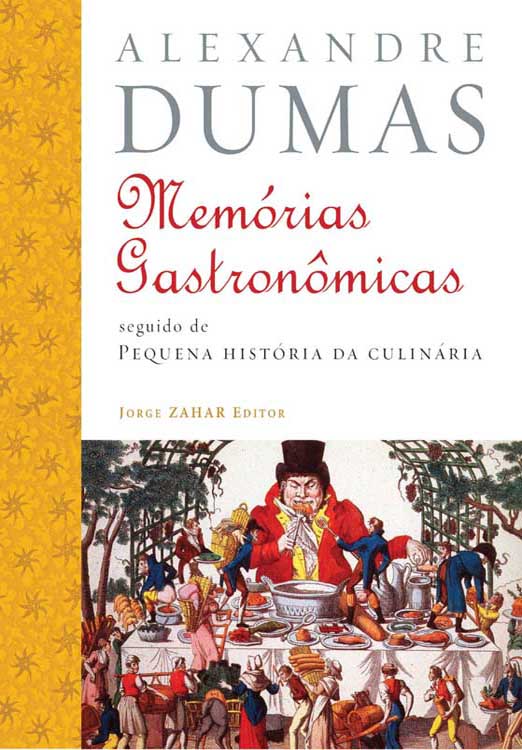 ALEXANDRE
DUMAS
Memórias
Gastronômicas
seguido de
PEQUENA HISTÓRIA DA CULINÁRIA
JORGE ZAHAR EDITOR